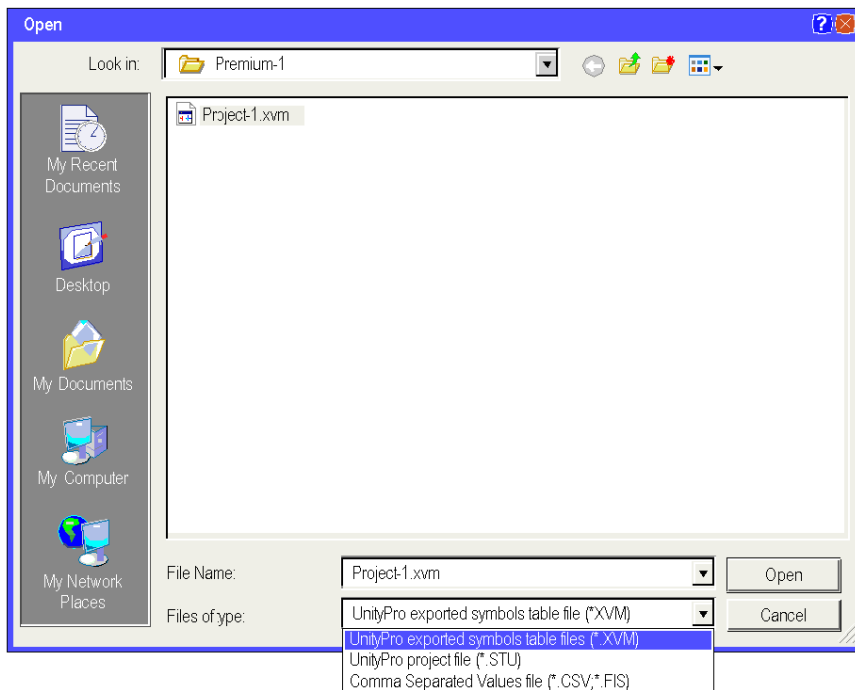 Open
Look in:
Premium-1
Project-1.xvm
My Recent
Documents
Desktop
My Documents
My Computer
My Network
Places
File Name:
Project-1.xvm
Open
Files of ype:
UnityPro exported symbols table file (*XVM)
Cancel
UnityPro exported symbols table files (*.XVM)
UnityPro project file (*.STU)
Comma Separated Values file (*.CSV;*.FIS)